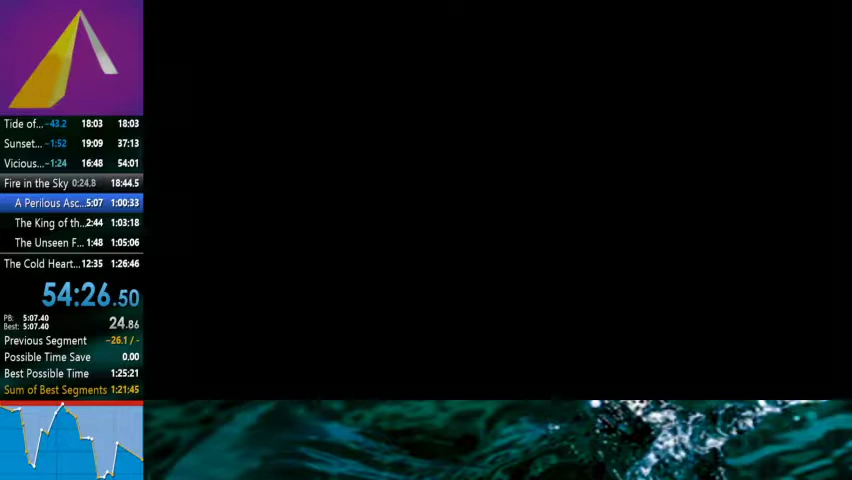 Tide of... -43.2 18:03 18:03
Sunset... -1:52 19:09 37:13
Vicious... -1:24 16:48 54:01
Fire in the Sky 0:24.8 18:44.5
A Perilous Asc... 5:07 1:00:33
The King of th... 2:44 1:03:18
The Unseen F... 1:48 1:05:06
The Cold Heart... 12:35 1:26:46
54:26.50
PB: 5:07.40
Best: 5:07.40
24.86
Previous Segment -26.1 / -
Possible Time Save 0.00
Best Possible Time 1:25:21
Sum of Best Segments 1:21:45